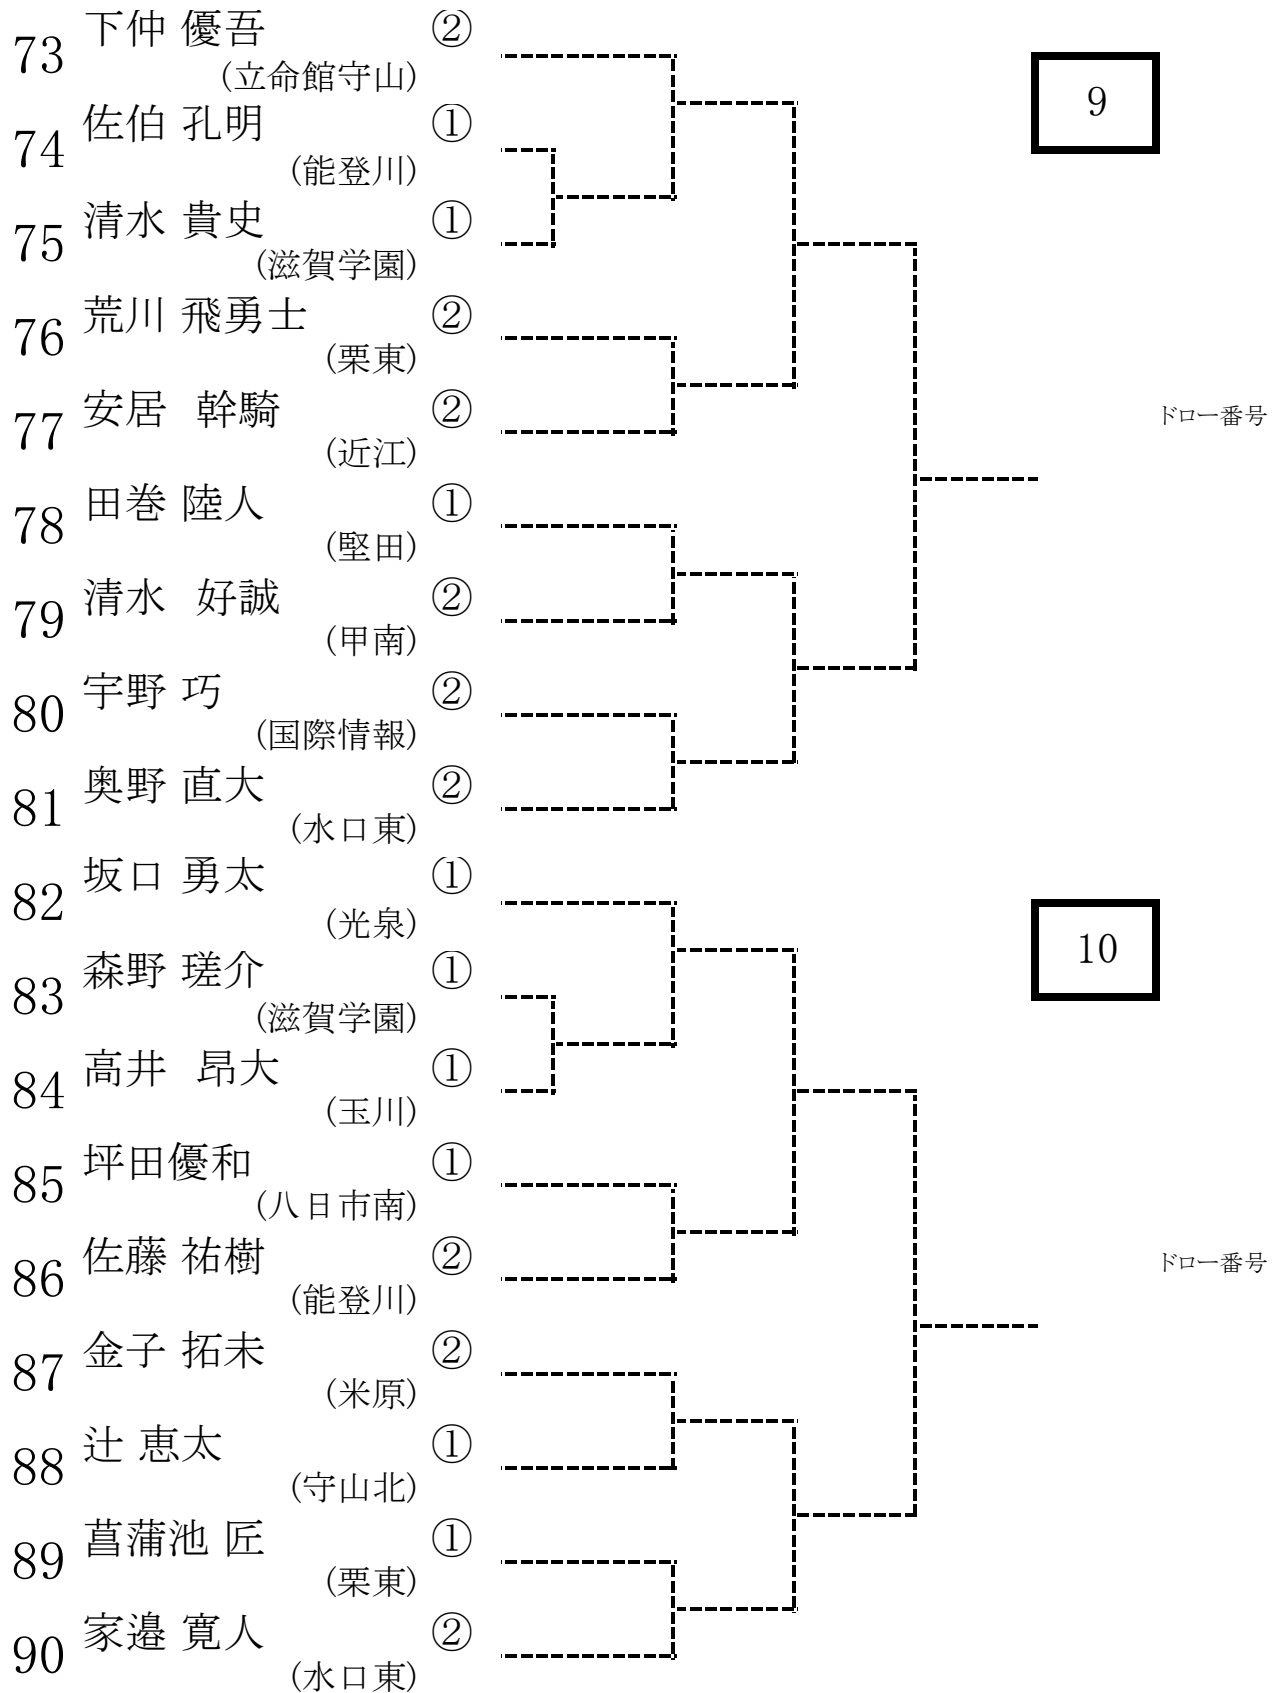 73 下仲 優吾 ②
(立命館守山)
9
74 佐伯 孔明 ①
(能登川)
75 清水 貴史 ①
(滋賀学園)
76 荒川 飛勇士 ②
(栗東)
77 安居 幹騎 ②
(近江)
ドロー番号
78 田巻 陸人 ①
(堅田)
79 清水 好誠 ②
(甲南)
80 宇野 巧 ②
(国際情報)
81 奥野 直大 ②
(水口東)
82 坂口 勇太 ①
(光泉)
10
83 森野 瑳介 ①
(滋賀学園)
84 高井 昂大 ①
(玉川)
85 坪田優和 ①
(八日市南)
86 佐藤 祐樹 ②
(能登川)
ドロー番号
87 金子 拓未 ②
(米原)
88 辻 恵太 ①
(守山北)
89 菖蒲池 匠 ①
(栗東)
90 家邉 寛人 ②
(水口東)